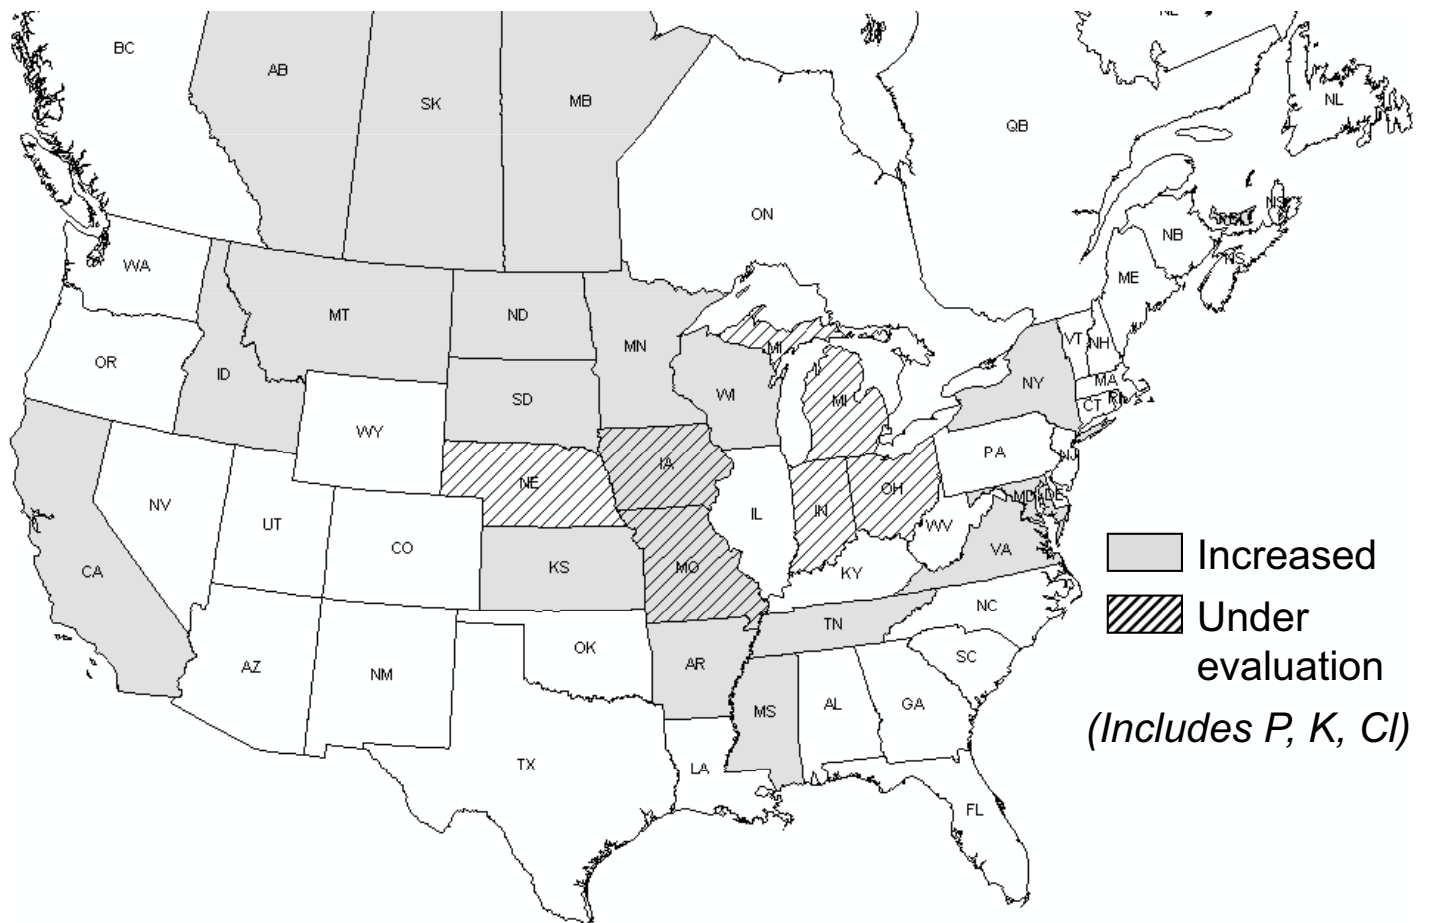 NL
BC
AB
SK
MB
NL
QB
ON
NS
NB
NS
WA
ME
MT
ND
MN
VT
NH
OR
ID
MI
NY
MA
WI
SD
MI
CT
RI
WY
PA
NJ
IA
NE
OH
NV
UT
IL
IN
MD
DE
WV
CO
VA
CA
KS
MO
KY
Increased
NC
TN
Under
evaluation
OK
SC
AZ
NM
AR
MS
AL
GA
(Includes P, K, Cl)
TX
LA
FL